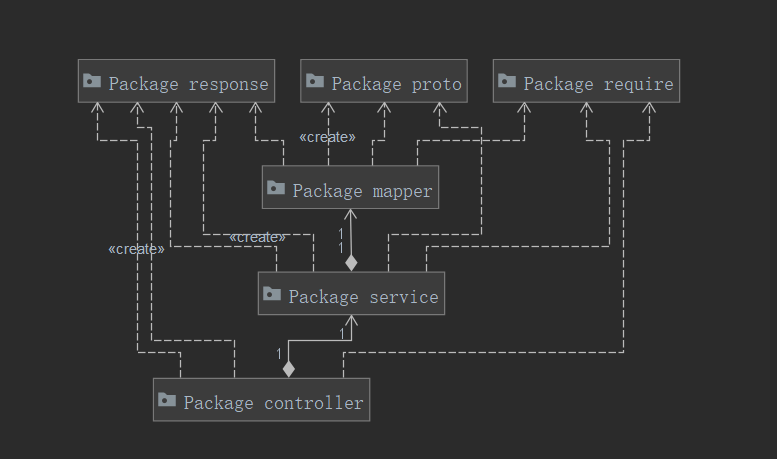 Package response
Package proto
Package require
«create»
Package mapper
1
«create»
1
«create»
Package service
1
1
Package controller